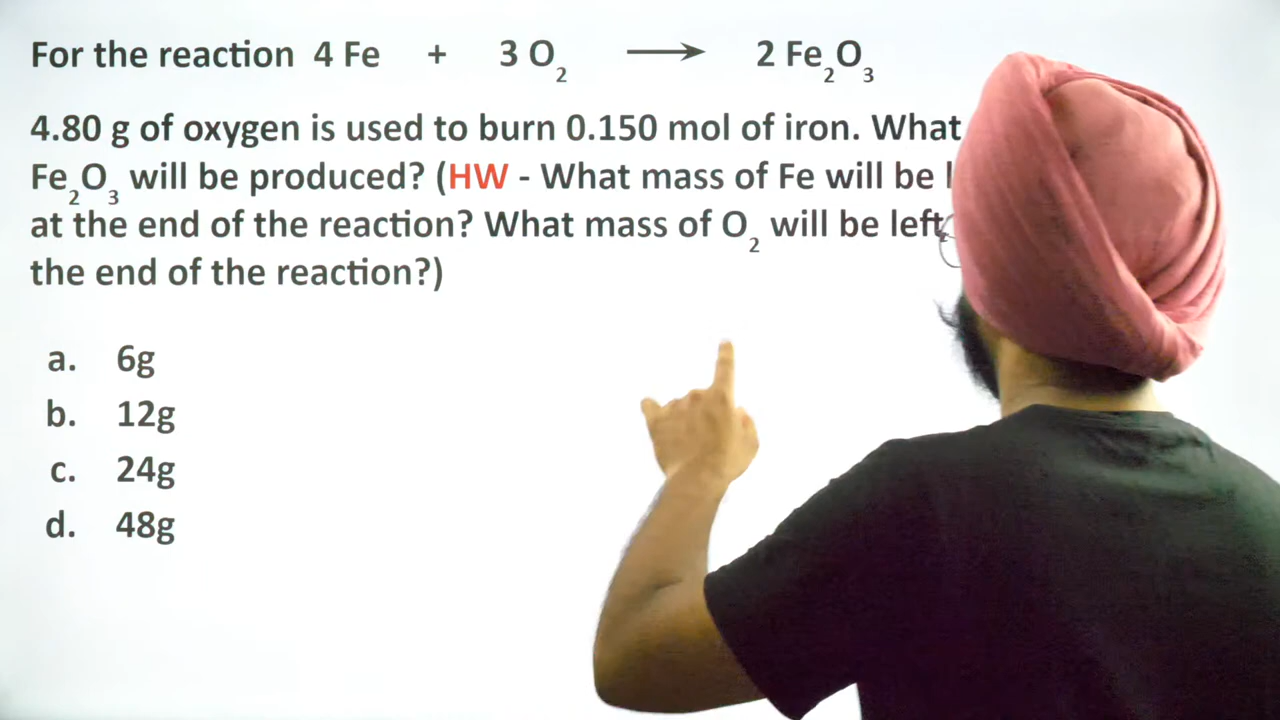 For the reaction 4 Fe + 3 O₂ ⟶ 2 Fe₂O₃
4.80 g of oxygen is used to burn 0.150 mol of iron. What
Fe₂O₃ will be produced? (HW - What mass of Fe will be
at the end of the reaction? What mass of O₂ will be left
the end of the reaction?)
a. 6g
b. 12g
c. 24g
d. 48g